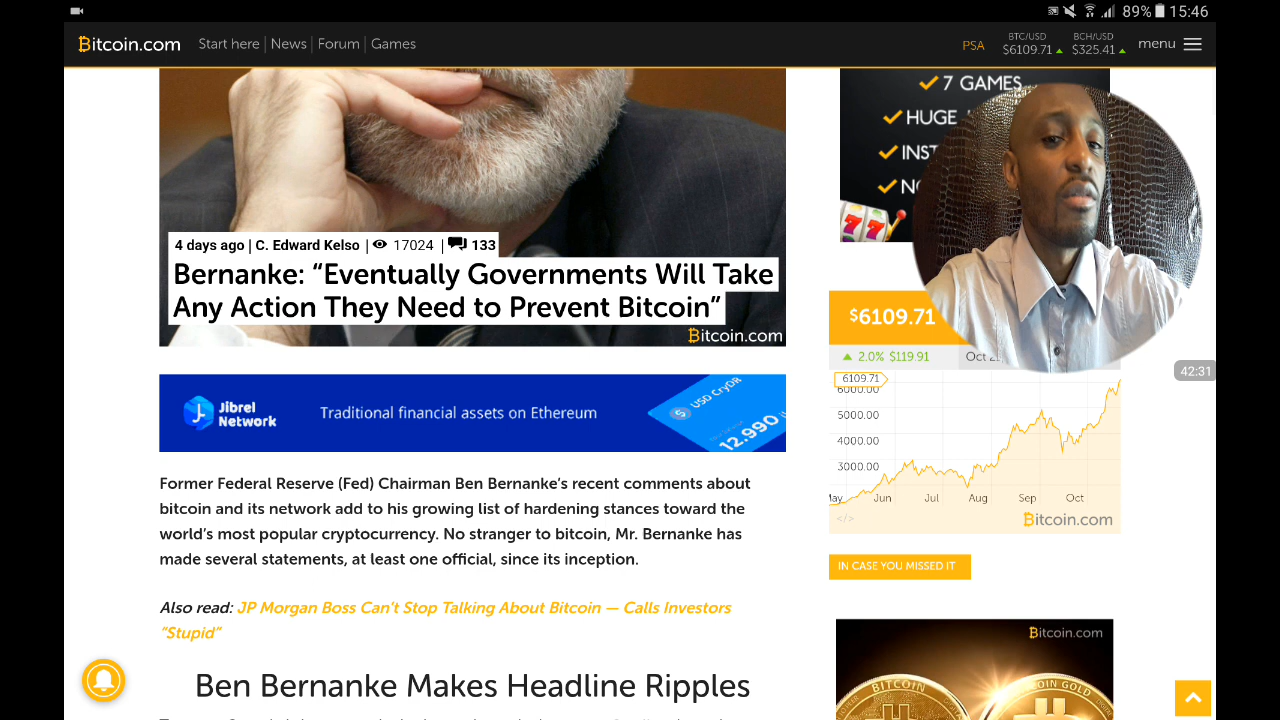 89% 15:46
Bitcoin.com Start here News Forum Games PSA BTC/USD $6109.71 BCH/USD $325.41 menu
7 GAMES
HUGE
4 days ago | C. Edward Kelso | 17024 | 133
Bernanke: “Eventually Governments Will Take
Any Action They Need to Prevent Bitcoin”
Bitcoin.com
Jibrel
Network
Traditional financial assets on Ethereum
USD CryDR
12.990
Former Federal Reserve (Fed) Chairman Ben Bernanke’s recent comments about
bitcoin and its network add to his growing list of hardening stances toward the
world’s most popular cryptocurrency. No stranger to bitcoin, Mr. Bernanke has
made several statements, at least one official, since its inception.
Also read: JP Morgan Boss Can’t Stop Talking About Bitcoin — Calls Investors
“Stupid”
Ben Bernanke Makes Headline Ripples
77
$6109.71
2.0% $119.91
Oct
42:31
6109.71
6000.00
5000.00
4000.00
3000.00
Jun Jul Aug Sep Oct
</>
Bitcoin.com
IN CASE YOU MISSED IT
Bitcoin.com
BITCOIN